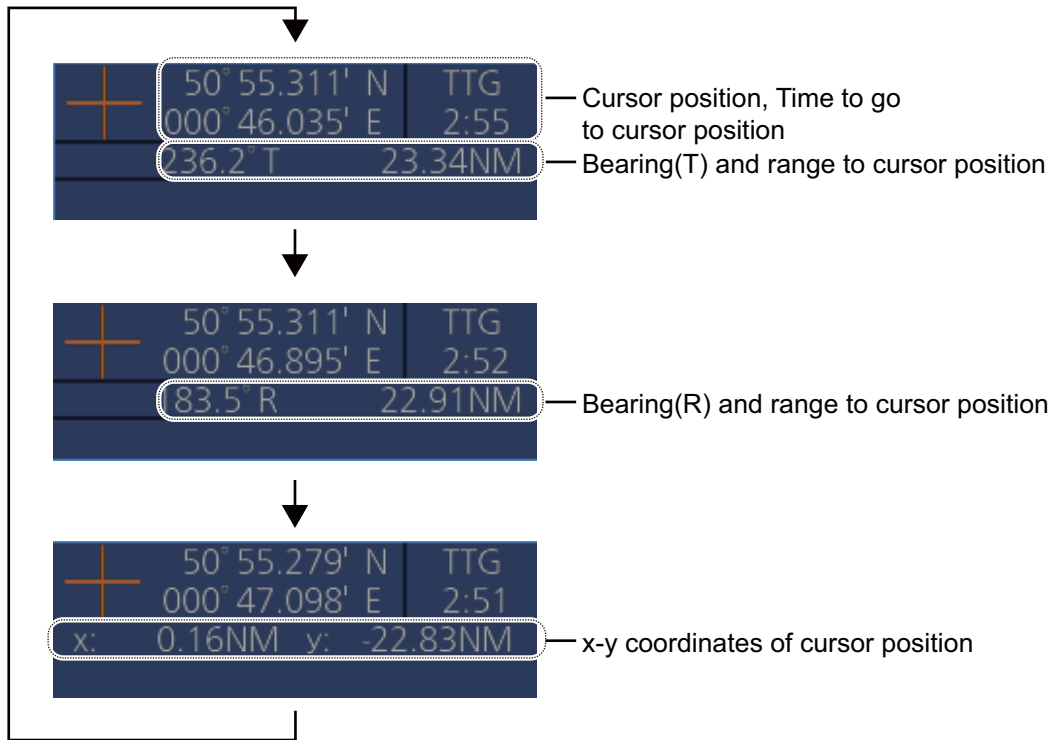 50° 55.311' N TTG
000° 46.035' E 2:55
236.2° T 23.34NM
Cursor position, Time to go
to cursor position
Bearing(T) and range to cursor position
50° 55.311' N TTG
000° 46.895' E 2:52
183.5° R 22.91NM
Bearing(R) and range to cursor position
50° 55.279' N TTG
000° 47.098' E 2:51
x: 0.16NM y: -22.83NM
x-y coordinates of cursor position